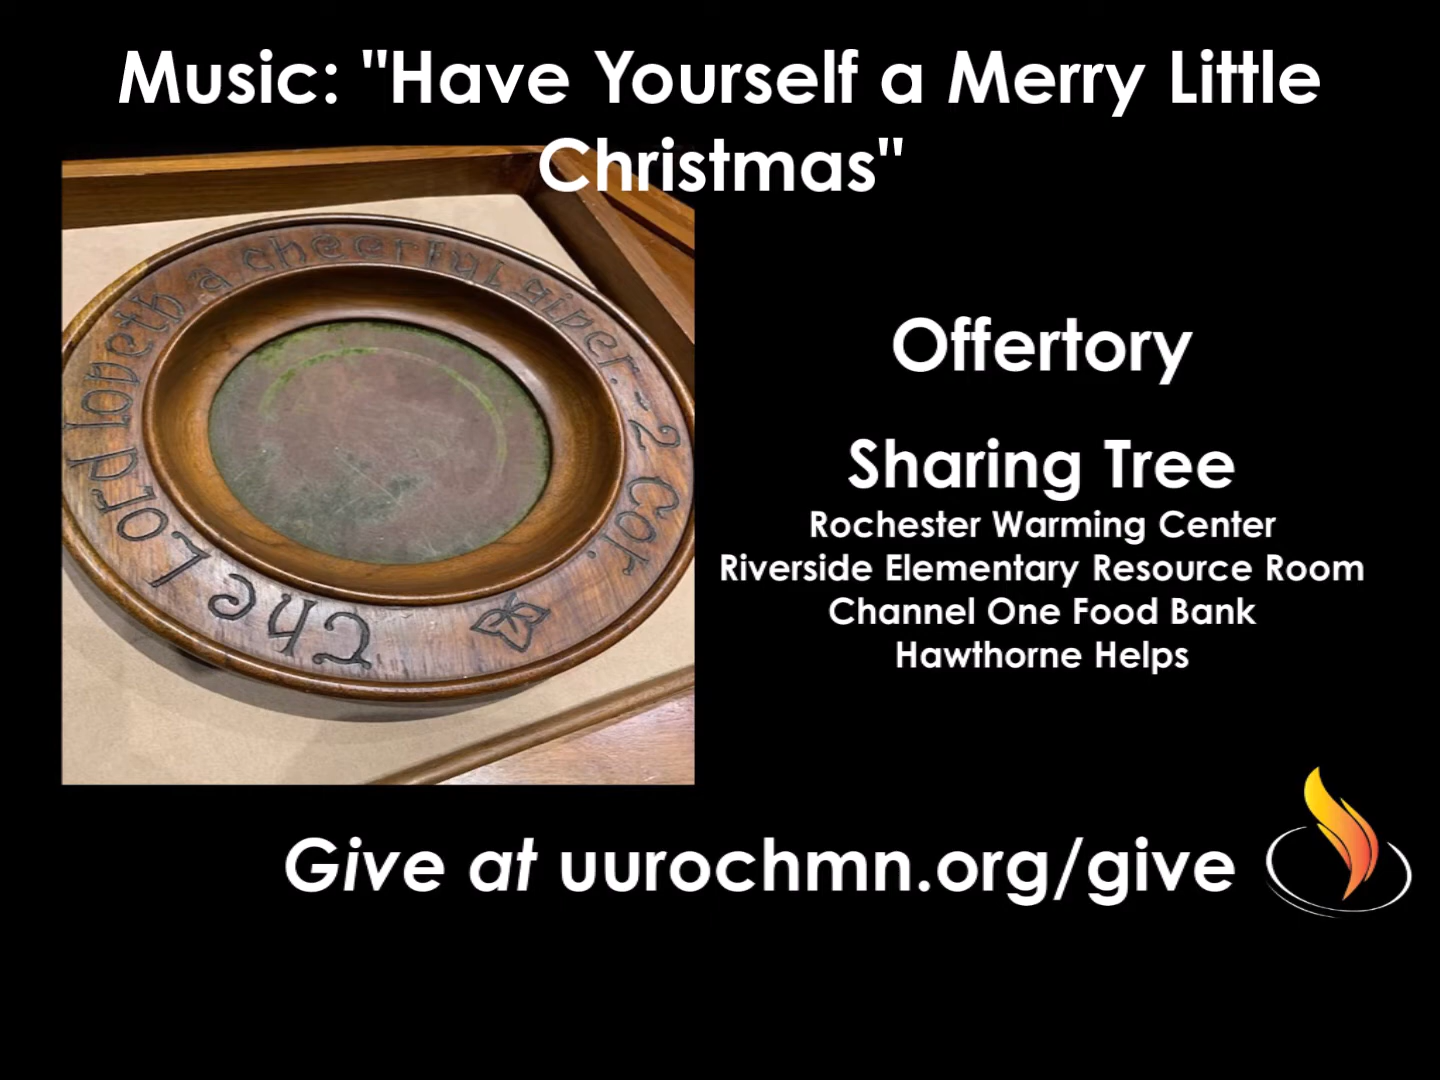 Music: "Have Yourself a Merry Little
Christmas"
The Lord loveth a cheerful giver. - 2 Cor.
Offertory
Sharing Tree
Rochester Warming Center
Riverside Elementary Resource Room
Channel One Food Bank
Hawthorne Helps
Give at uurochmn.org/give